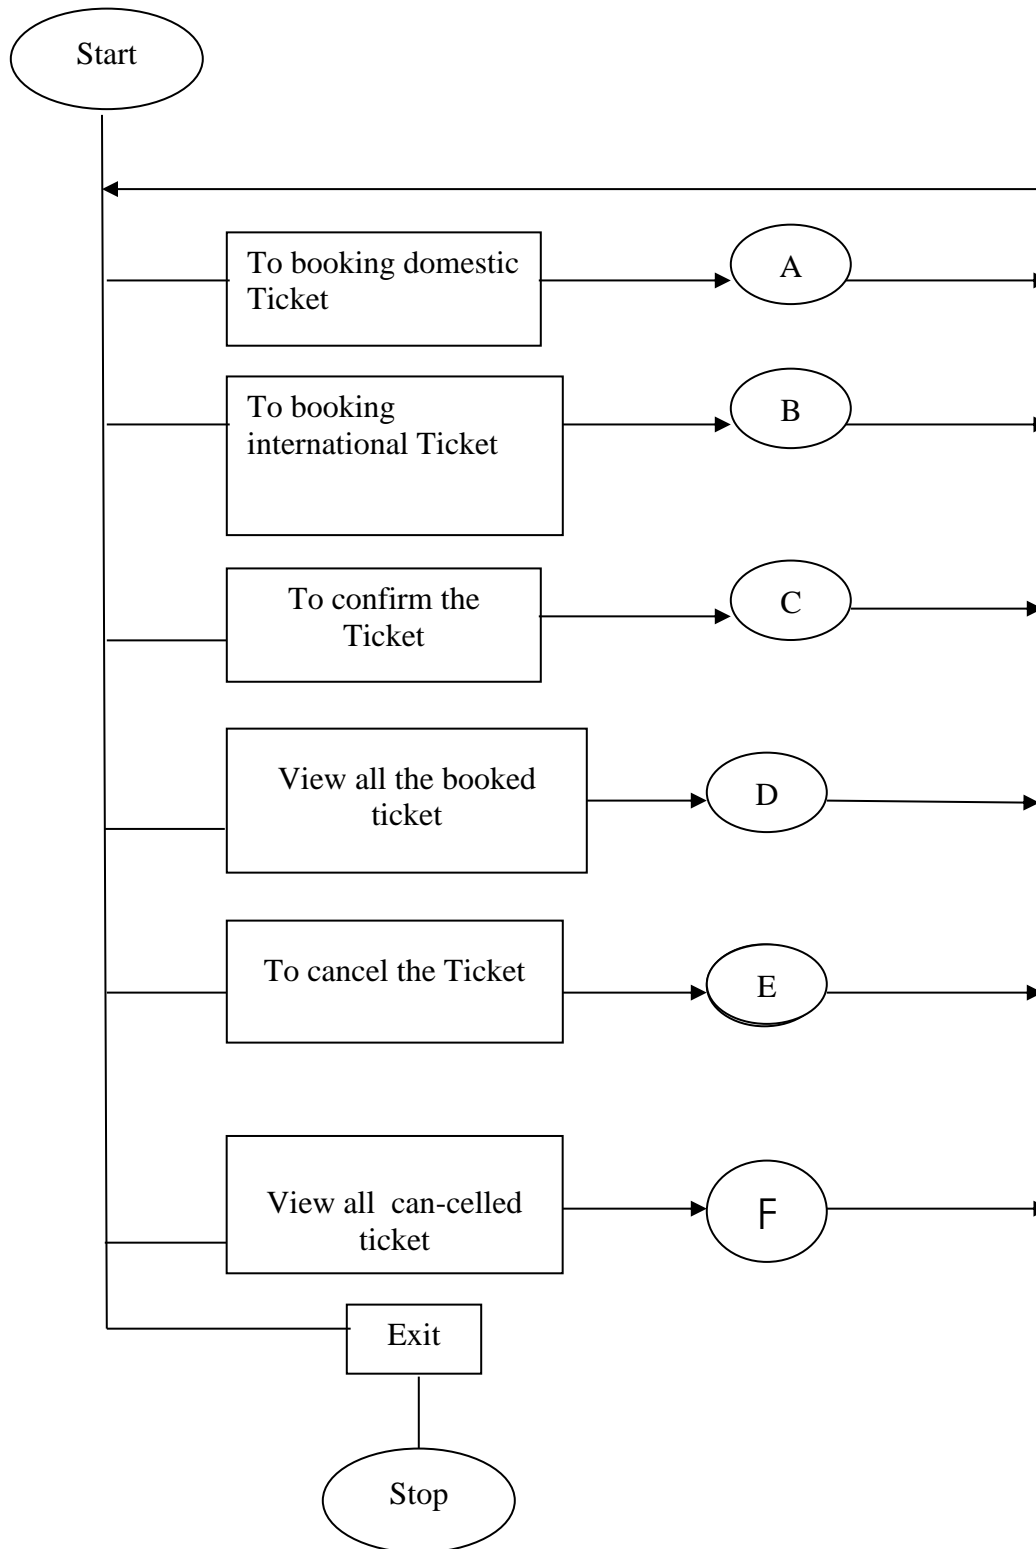 Start
To booking domestic
Ticket
A
To booking
international Ticket
B
To confirm the
Ticket
C
View all the booked
ticket
D
To cancel the Ticket
E
View all  can-celled
ticket
F
Exit
Stop